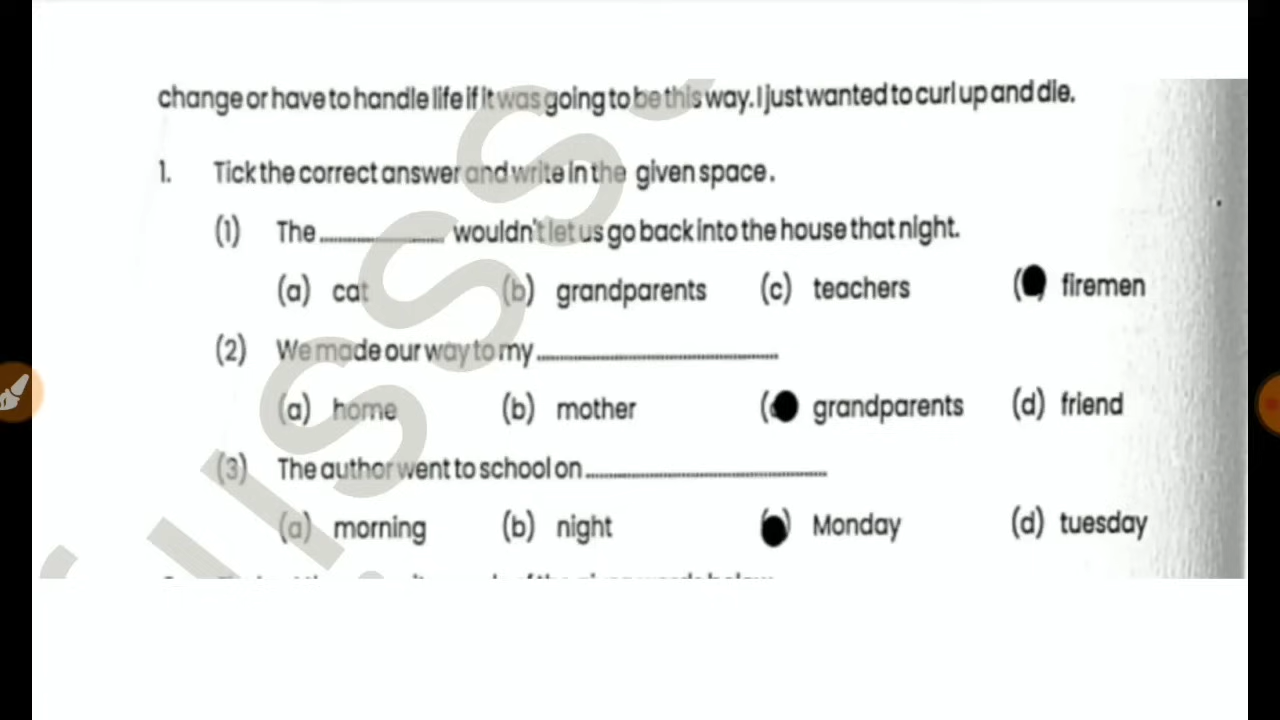 change or have to handle life if it was going to be this way. I just wanted to curl up and die.
1. Tick the correct answer and write in the given space.
(1) The ........................ wouldn't let us go back into the house that night.
(a) cat (b) grandparents (c) teachers ( firemen
(2) We made our way to my ................................................
(a) home (b) mother ( grandparents (d) friend
(3) The author went to school on ................................................
(a) morning (b) night ) Monday (d) tuesday